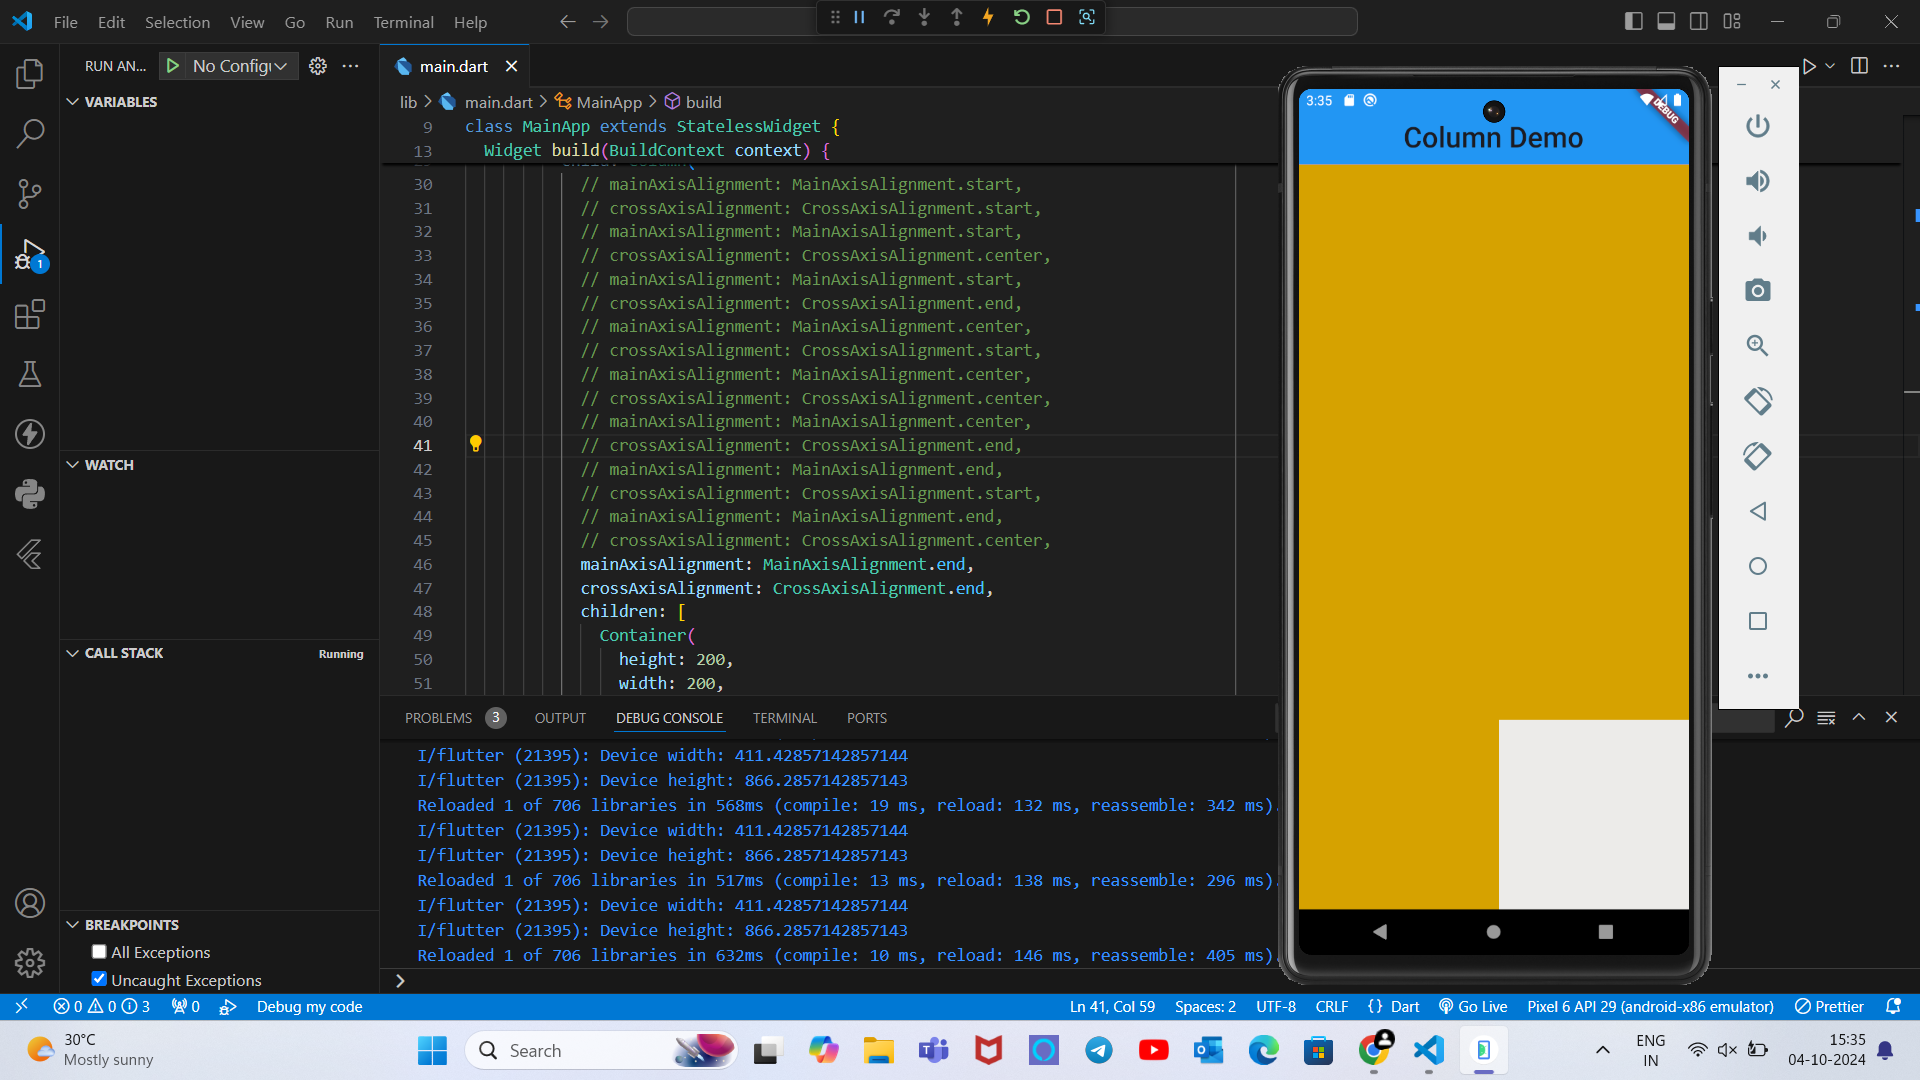 File Edit Selection View Go Run Terminal Help
RUN AN... No Config
main.dart
VARIABLES
lib > main.dart > MainApp > build
9 class MainApp extends StatelessWidget {
13 Widget build(BuildContext context) {
30 // mainAxisAlignment: MainAxisAlignment.start,
31 // crossAxisAlignment: CrossAxisAlignment.start,
32 // mainAxisAlignment: MainAxisAlignment.start,
33 // crossAxisAlignment: CrossAxisAlignment.center,
34 // mainAxisAlignment: MainAxisAlignment.start,
35 // crossAxisAlignment: CrossAxisAlignment.end,
36 // mainAxisAlignment: MainAxisAlignment.center,
37 // crossAxisAlignment: CrossAxisAlignment.start,
38 // mainAxisAlignment: MainAxisAlignment.center,
39 // crossAxisAlignment: CrossAxisAlignment.center,
40 // mainAxisAlignment: MainAxisAlignment.center,
41 // crossAxisAlignment: CrossAxisAlignment.end,
42 // mainAxisAlignment: MainAxisAlignment.end,
43 // crossAxisAlignment: CrossAxisAlignment.start,
44 // mainAxisAlignment: MainAxisAlignment.end,
45 // crossAxisAlignment: CrossAxisAlignment.center,
46 mainAxisAlignment: MainAxisAlignment.end,
47 crossAxisAlignment: CrossAxisAlignment.end,
48 children: [
49 Container(
50 height: 200,
51 width: 200,
3:35
DEBUG
Column Demo
1
WATCH
CALL STACK Running
BREAKPOINTS
All Exceptions
Uncaught Exceptions
PROBLEMS 3 OUTPUT DEBUG CONSOLE TERMINAL PORTS
I/flutter (21395): Device width: 411.42857142857144
I/flutter (21395): Device height: 866.2857142857143
Reloaded 1 of 706 libraries in 568ms (compile: 19 ms, reload: 132 ms, reassemble: 342 ms).
I/flutter (21395): Device width: 411.42857142857144
I/flutter (21395): Device height: 866.2857142857143
Reloaded 1 of 706 libraries in 517ms (compile: 13 ms, reload: 138 ms, reassemble: 296 ms).
I/flutter (21395): Device width: 411.42857142857144
I/flutter (21395): Device height: 866.2857142857143
Reloaded 1 of 706 libraries in 632ms (compile: 10 ms, reload: 146 ms, reassemble: 405 ms)
0 0 3 0 Debug my code Ln 41, Col 59 Spaces: 2 UTF-8 CRLF {} Dart Go Live Pixel 6 API 29 (android-x86 emulator) Prettier
30°C
Mostly sunny
Search
ENG
IN
15:35
04-10-2024